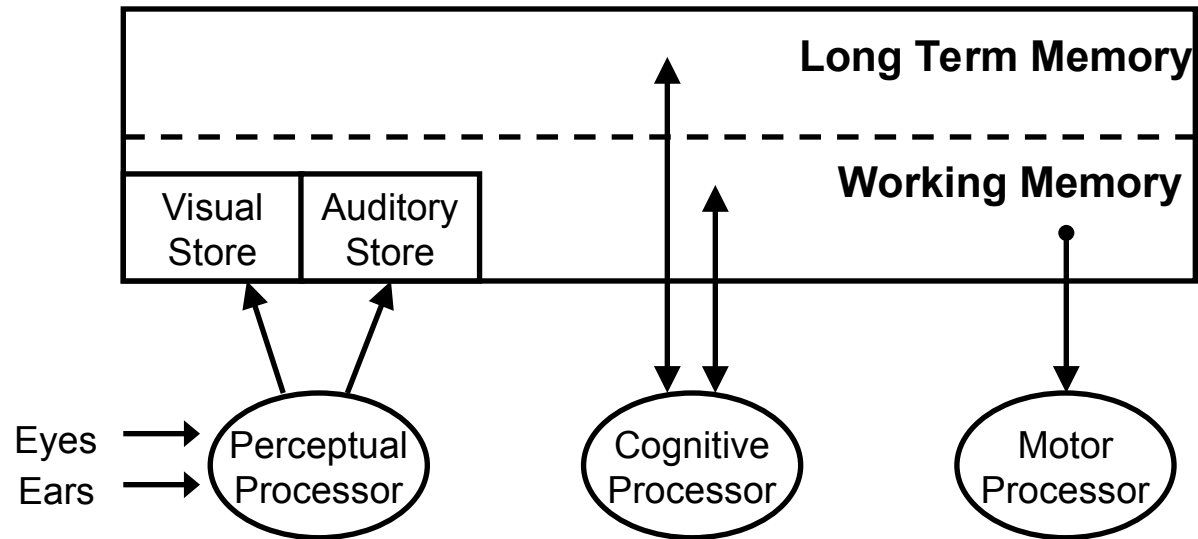 Long Term Memory
Working Memory
Visual
Store
Auditory
Store
Eyes
Ears
Perceptual
Processor
Cognitive
Processor
Motor
Processor